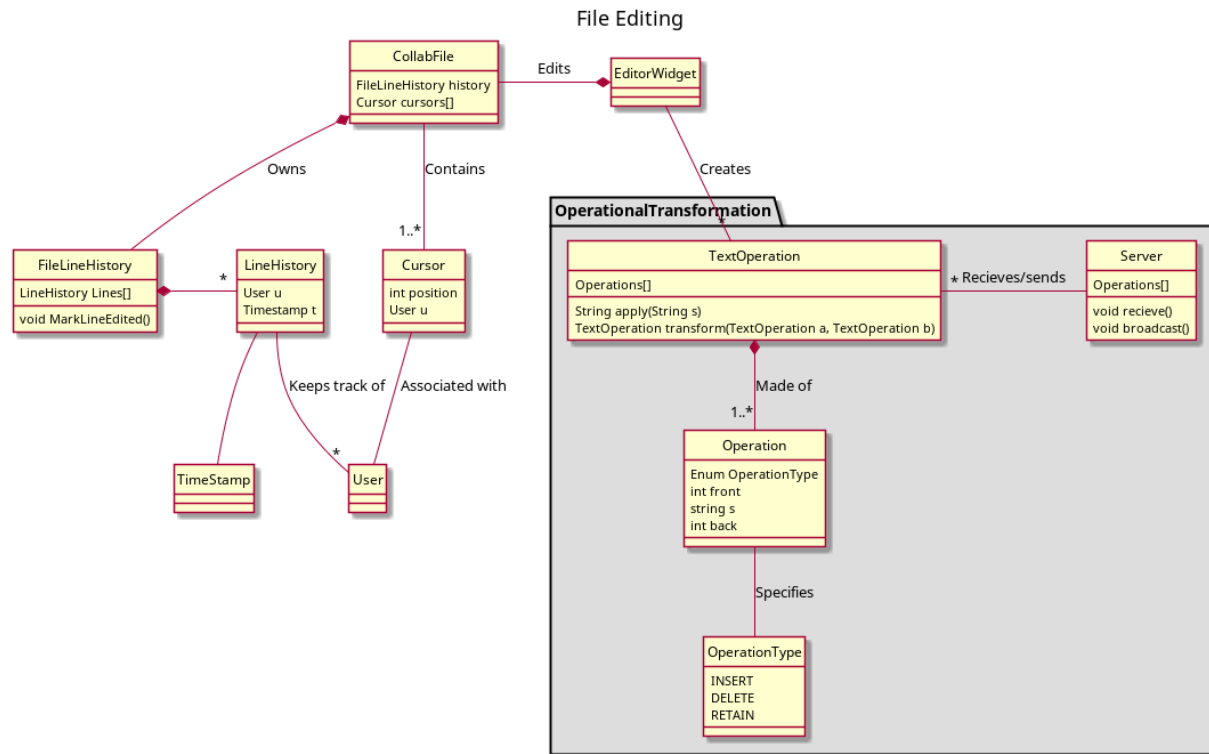 File Editing
CollabFile
FileLineHistory history
Cursor cursors[]
Edits
EditorWidget
Owns
Contains
Creates
1..*
*
OperationalTransformation
FileLineHistory
LineHistory Lines[]
void MarkLineEdited()
*
LineHistory
User u
Timestamp t
Cursor
int position
User u
TextOperation
Operations[]
String apply(String s)
TextOperation transform(TextOperation a, TextOperation b)
* Recieves/sends
Server
Operations[]
void recieve()
void broadcast()
Keeps track of
Associated with
Made of
*
1..*
TimeStamp
User
Operation
Enum OperationType
int front
string s
int back
Specifies
OperationType
INSERT
DELETE
RETAIN